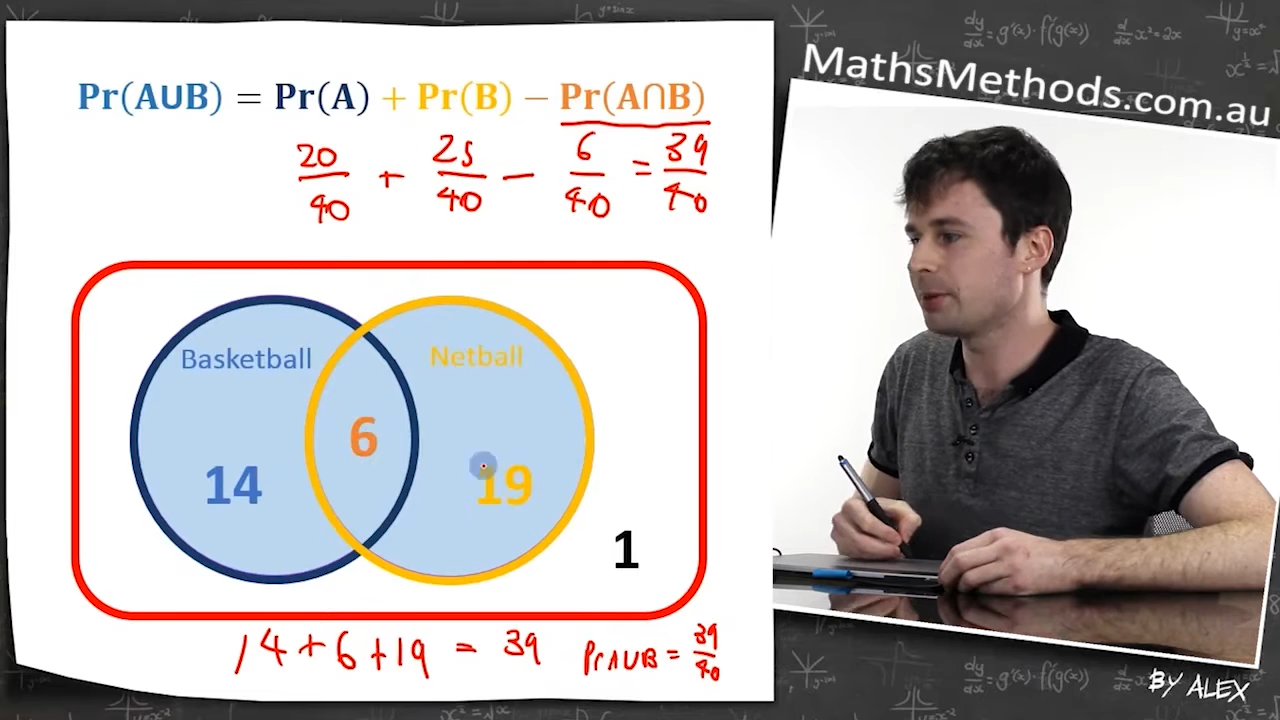 Pr(A∪B) = Pr(A) + Pr(B) − Pr(A∩B)
20/40 + 25/40 − 6/40 = 39/40
Basketball
Netball
14
6
19
1
14 + 6 + 19 = 39
Pr A∪B = 39/40
MathsMethods.com.au
BY ALEX